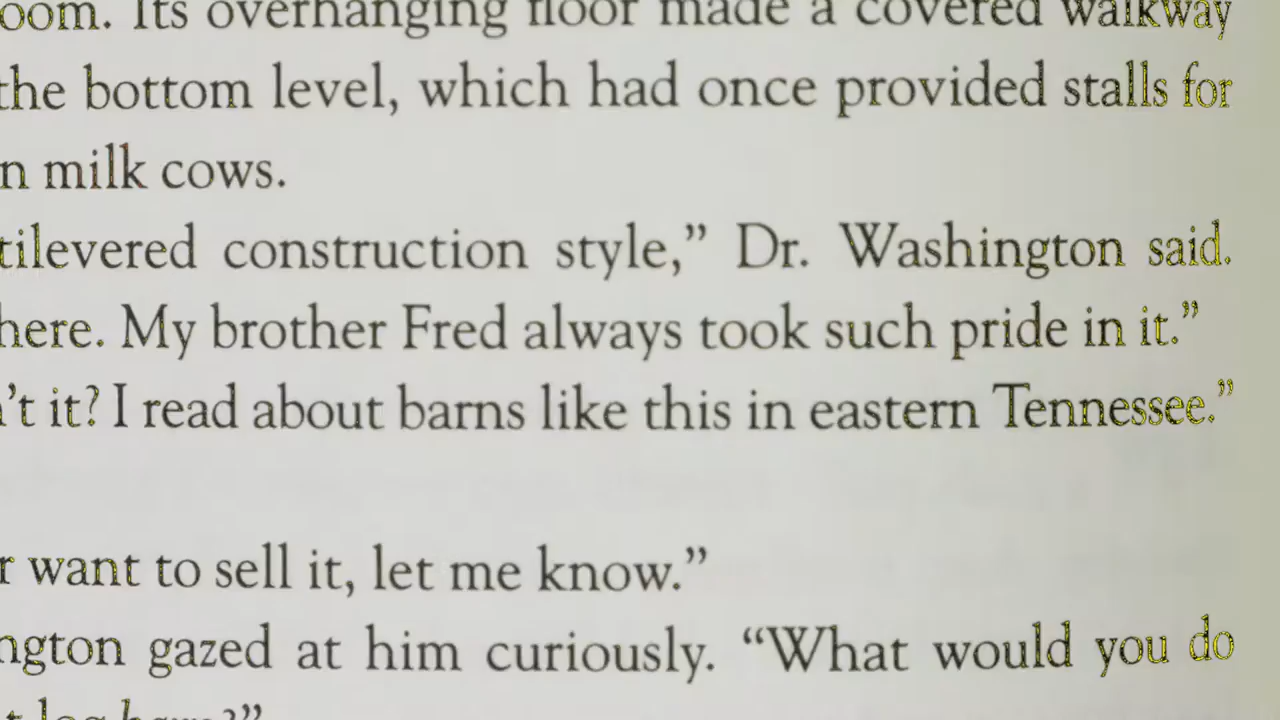 oom. Its overhanging floor made a covered walkway
the bottom level, which had once provided stalls for
n milk cows.
tilevered construction style,” Dr. Washington said.
here. My brother Fred always took such pride in it.”
’t it? I read about barns like this in eastern Tennessee.”
r want to sell it, let me know.”
ngton gazed at him curiously. “What would you do
t log barn?”